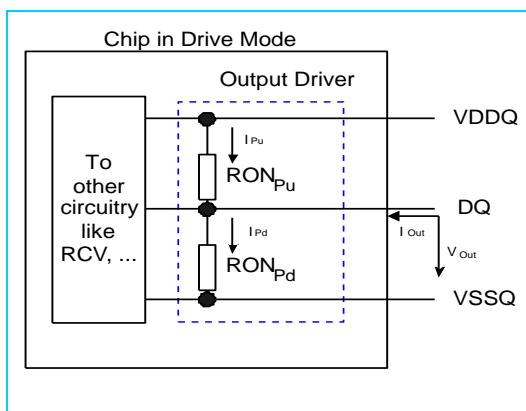 Chip in Drive Mode
Output Driver
To
other
circuitry
like
RCV, ...
I Pu
RON Pu
I Pd
RON Pd
VDDQ
DQ
I Out
V Out
VSSQ